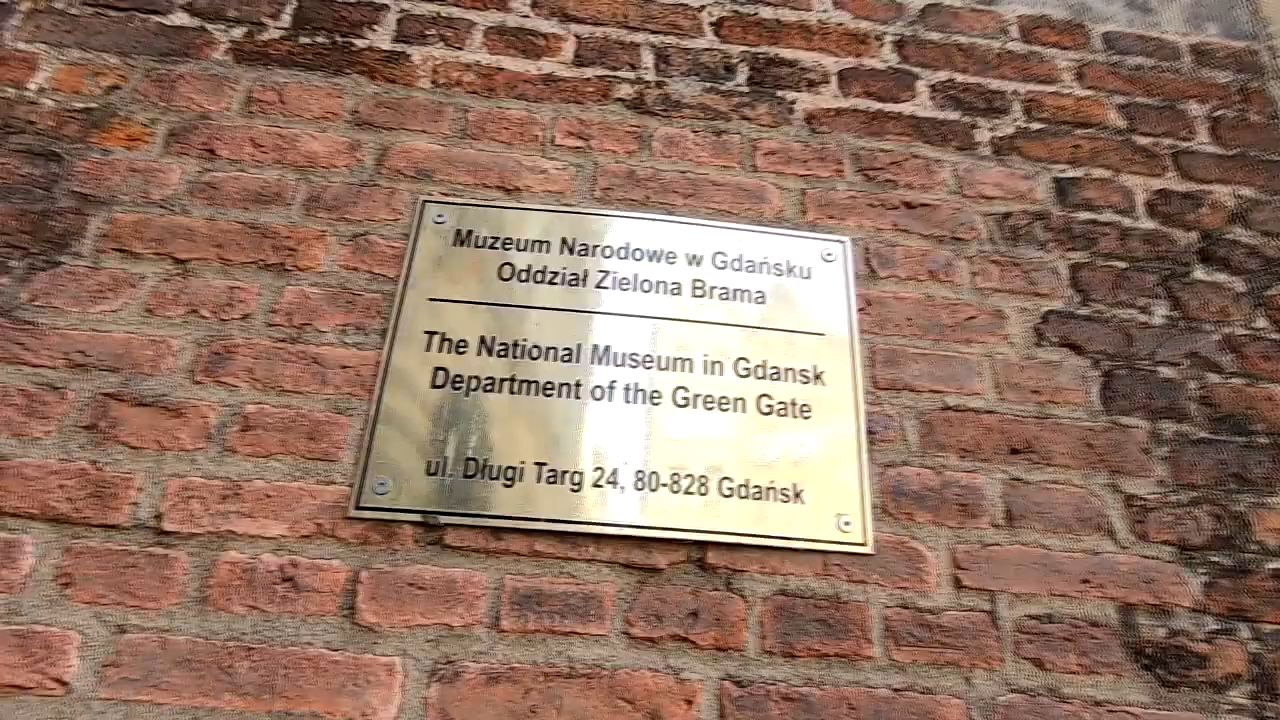 Muzeum Narodowe w Gdańsku
Oddział Zielona Brama
The National Museum in Gdansk
Department of the Green Gate
ul. Długi Targ 24, 80-828 Gdańsk